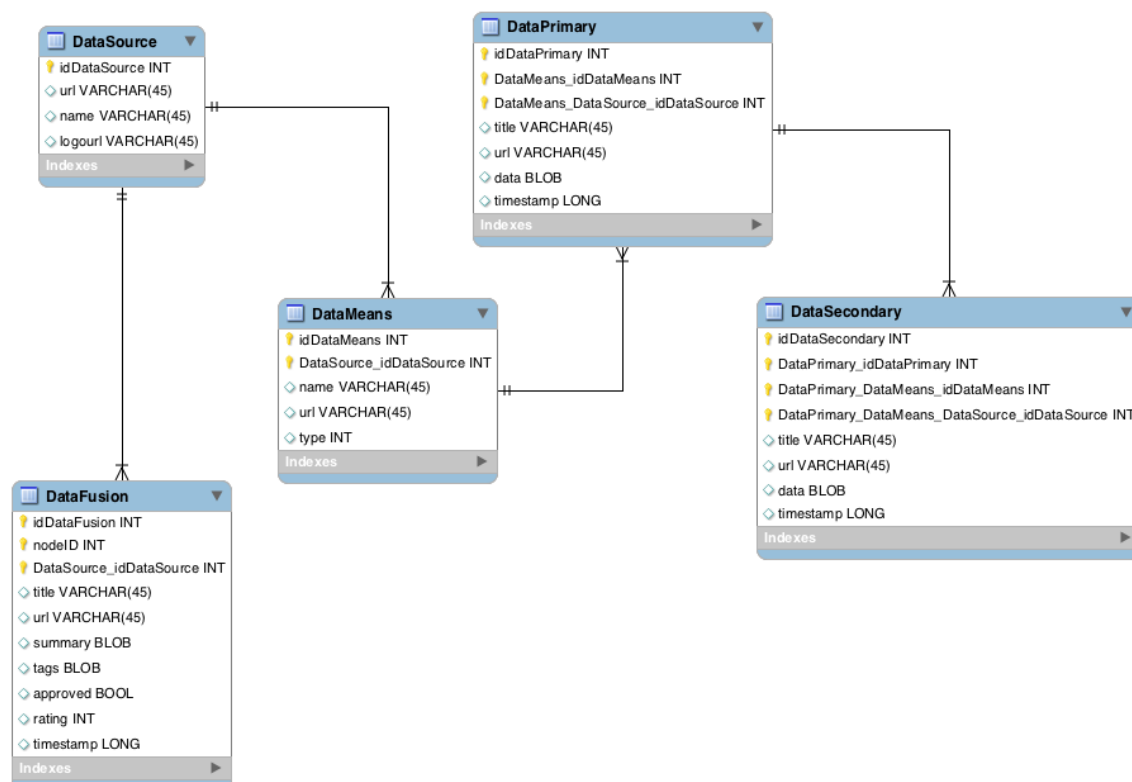 DataSource
idDataSource INT
url VARCHAR(45)
name VARCHAR(45)
logourl VARCHAR(45)
Indexes
DataPrimary
idDataPrimary INT
DataMeans_idDataMeans INT
DataMeans_DataSource_idDataSource INT
title VARCHAR(45)
url VARCHAR(45)
data BLOB
timestamp LONG
Indexes
DataMeans
idDataMeans INT
DataSource_idDataSource INT
name VARCHAR(45)
url VARCHAR(45)
type INT
Indexes
DataSecondary
idDataSecondary INT
DataPrimary_idDataPrimary INT
DataPrimary_DataMeans_idDataMeans INT
DataPrimary_DataMeans_DataSource_idDataSource INT
title VARCHAR(45)
url VARCHAR(45)
data BLOB
timestamp LONG
Indexes
DataFusion
idDataFusion INT
nodeID INT
DataSource_idDataSource INT
title VARCHAR(45)
url VARCHAR(45)
summary BLOB
tags BLOB
approved BOOL
rating INT
timestamp LONG
Indexes